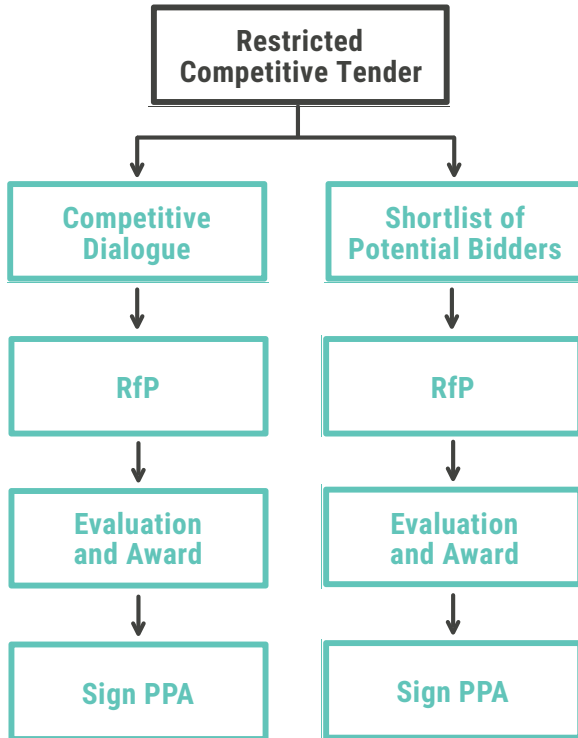 Restricted
Competitive Tender
Competitive
Dialogue
Shortlist of
Potential Bidders
RfP
RfP
Evaluation
and Award
Evaluation
and Award
Sign PPA
Sign PPA